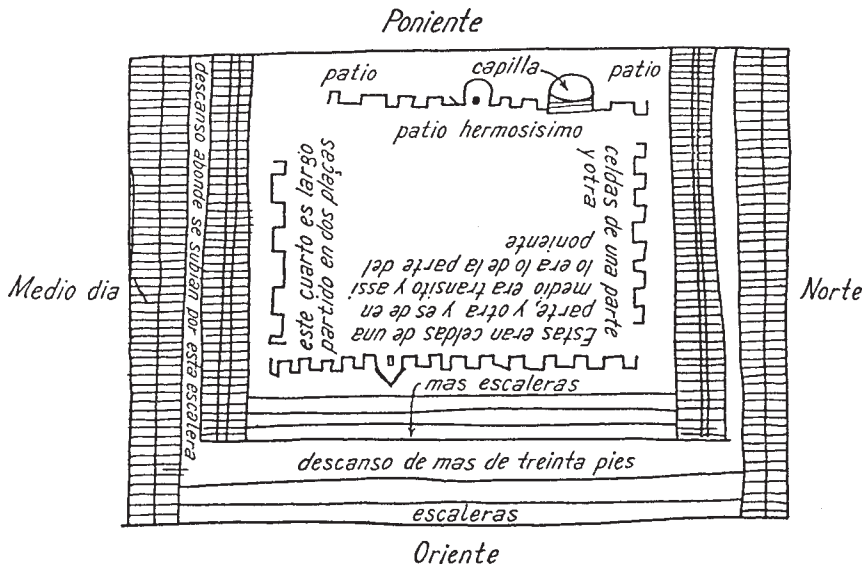 Poniente
patio
capilla
patio
patio hermosísimo
descanso abonde se subian por esta escalera
este cuarto es largo
partido en dos plaças
celdas de una parte
y otra
Estas eran celdas de una
parte, y otra y es de en
medio era transito y assi
lo era lo de la parte del
poniente
Medio dia
Norte
mas escaleras
descanso de mas de treinta pies
escaleras
Oriente